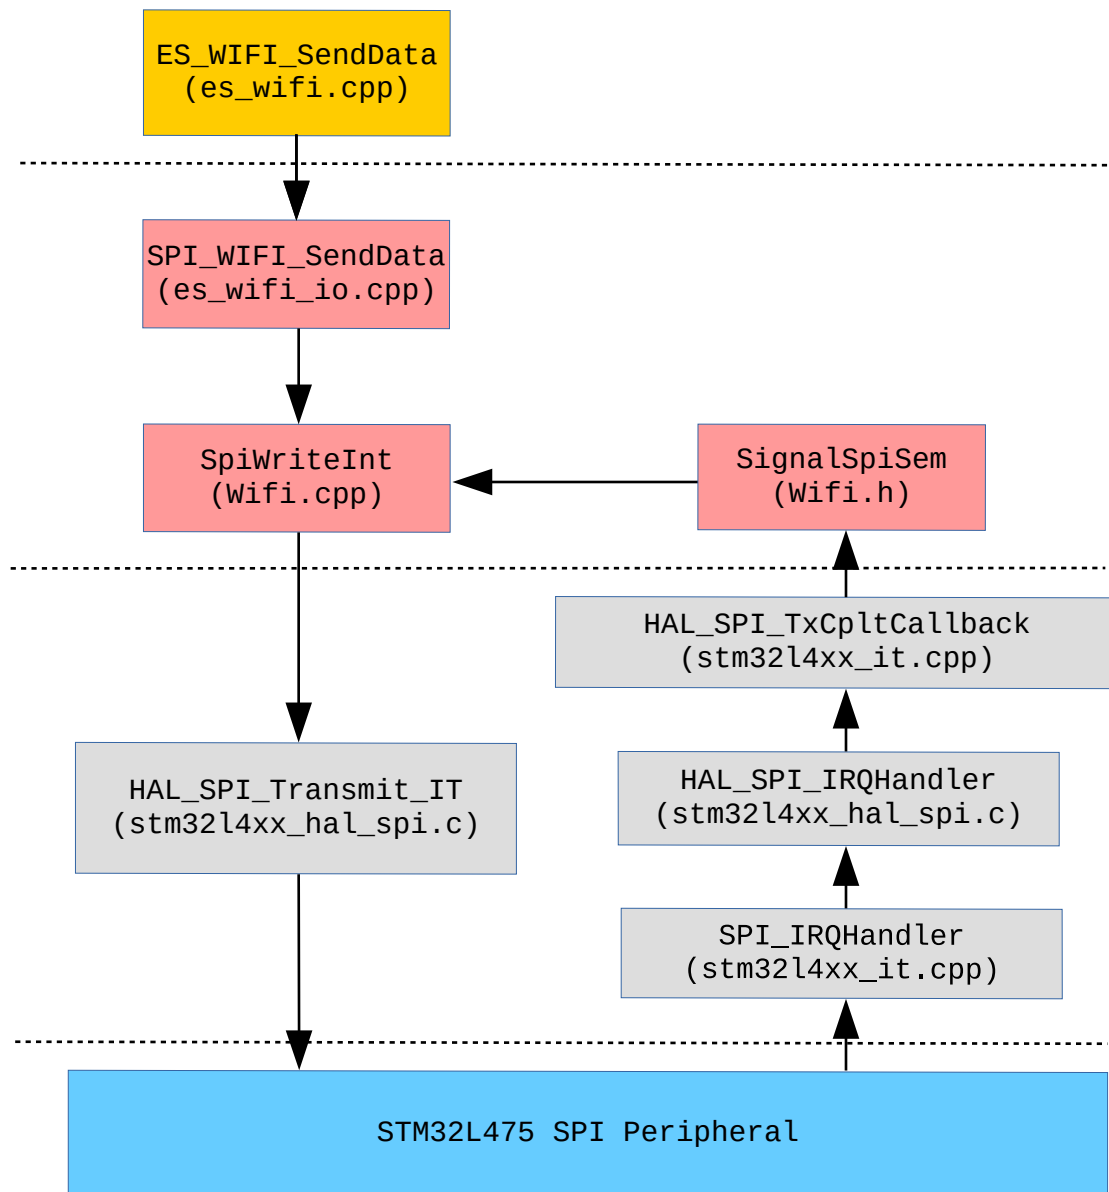 ES_WIFI_SendData
(es_wifi.cpp)
SPI_WIFI_SendData
(es_wifi_io.cpp)
SpiWriteInt
(Wifi.cpp)
SignalSpiSem
(Wifi.h)
HAL_SPI_TxCpltCallback
(stm32l4xx_it.cpp)
HAL_SPI_Transmit_IT
(stm32l4xx_hal_spi.c)
HAL_SPI_IRQHandler
(stm32l4xx_hal_spi.c)
SPI_IRQHandler
(stm32l4xx_it.cpp)
STM32L475 SPI Peripheral